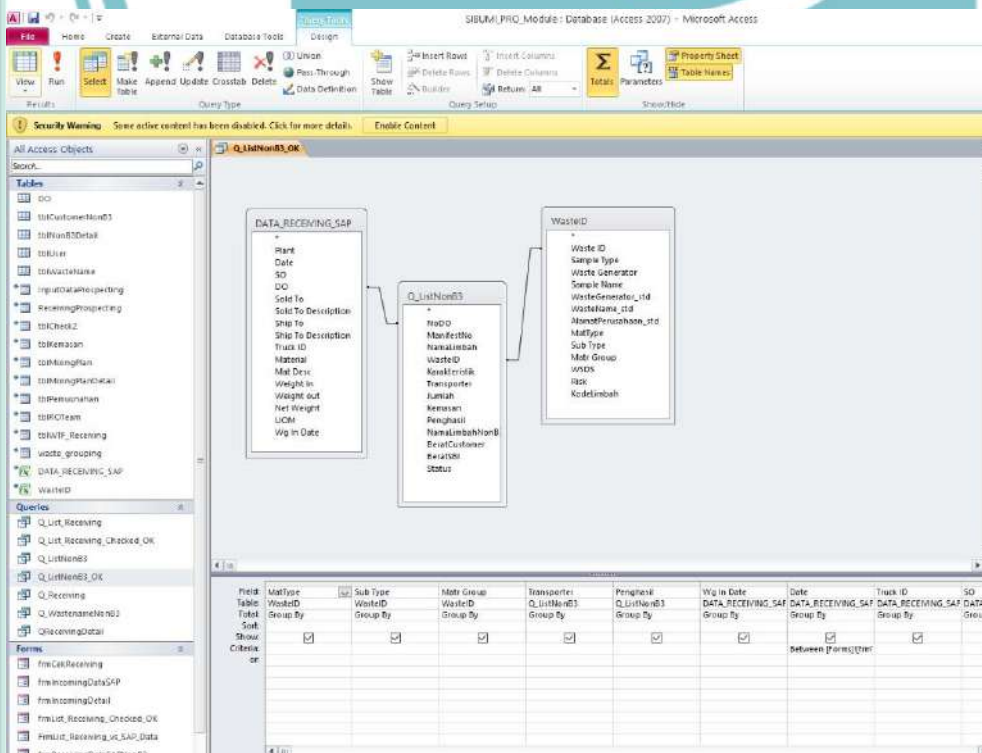 Query Tools
SIBUMI_PRO_Module : Database (Access 2007) - Microsoft Access
File Home Create External Data Database Tools Design
View Run Select Make Table Append Update Crosstab Delete
Union
Pass-Through
Data Definition
Show Table
Insert Rows
Delete Rows
Builder
Insert Columns
Delete Columns
Return: All
Totals Parameters
Property Sheet
Table Names
Results Query Type Query Setup Show/Hide
Security Warning Some active content has been disabled. Click for more details. Enable Content
All Access Objects
Search...
Tables
DO
tblCustomerNonB3
tblNonB3Detail
tblUser
tblWasteName
InputDataProspecting
ReceivingProspecting
tblCheck2
tblKemasan
tblMixingPlan
tblMixingPlanDetail
tblPemusnahan
tblWTF_Receiving
waste_grouping
DATA_RECEIVING_SAP
WasteID
Queries
Q_List_Receiving
Q_List_Receiving_Checked_OK
Q_ListNonB3
Q_ListNonB3_OK
Q_Receiving
Q_WastenameNonB3
QReceivingDetail
Forms
frmCekReceiving
frmIncomingDataSAP
frmIncomingDetail
frmList_Receiving_Checked_OK
FrmList_Receiving_vs_SAP_Data
Q_ListNonB3_OK
DATA_RECEIVING_SAP
*
Plant
Date
SO
DO
Sold To
Sold To Description
Ship To
Ship To Description
Truck ID
Material
Mat Desc
Weight in
Weight out
Net Weight
UOM
Wg In Date
Q_ListNonB3
*
NoDO
ManifestNo
NamaLimbah
WasteID
Karakteristik
Transporter
Jumlah
Kemasan
Penghasil
NamaLimbahNonB
BeratCustomer
BeratSBI
Status
WasteID
*
Waste ID
Sample Type
Waste Generator
Sample Name
WasteGenerator_std
WasteName_std
AlamatPerusahaan_std
MatType
Sub Type
Matr Group
WSDS
Risk
KodeLimbah
Field: MatType Sub Type Matr Group Transporter Penghasil Wg In Date Date Truck ID SO
Table: WasteID WasteID WasteID Q_ListNonB3 Q_ListNonB3 DATA_RECEIVING_SAP DATA_RECEIVING_SAP DATA_RECEIVING_SAP DATA
Total: Group By Group By Group By Group By Group By Group By Group By Group By Grou
Sort:
Show:
Criteria: Between [Forms]![frmI
or: